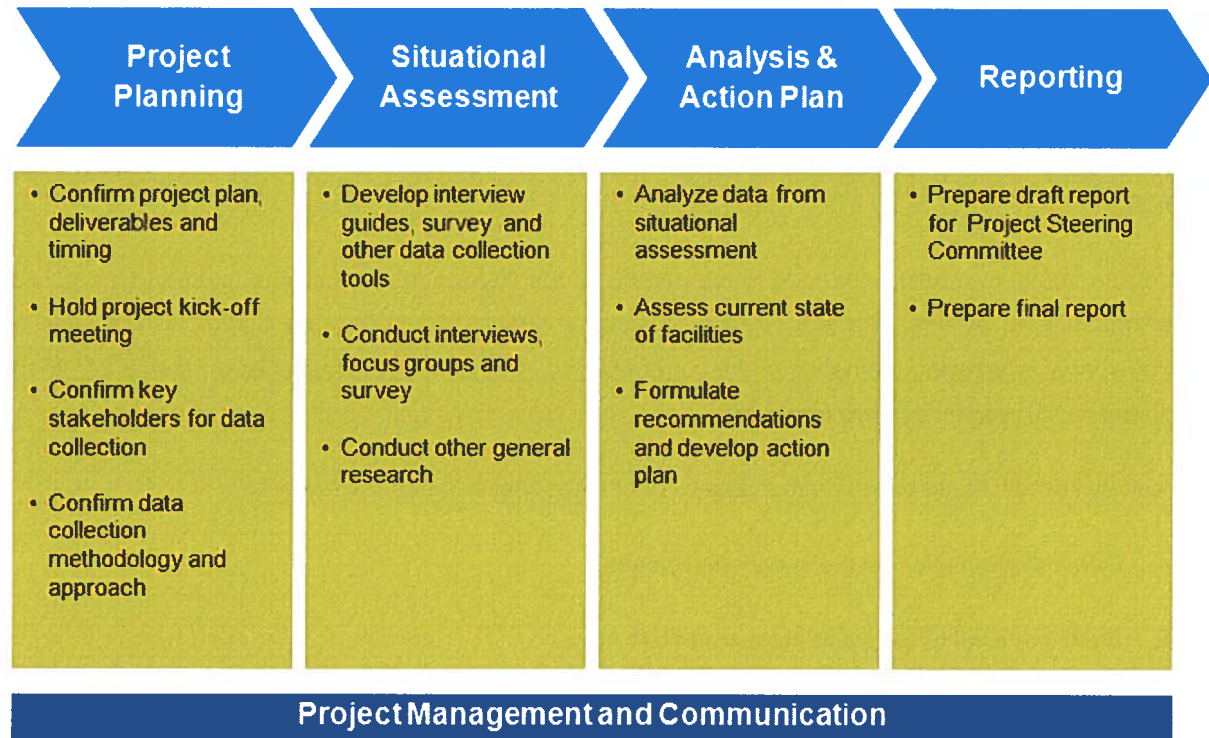 Project
Planning
Situational
Assessment
Analysis &
Action Plan
Reporting
• Confirm project plan,
deliverables and
timing
• Hold project kick-off
meeting
• Confirm key
stakeholders for data
collection
• Confirm data
collection
methodology and
approach
• Develop interview
guides, survey and
other data collection
tools
• Conduct interviews,
focus groups and
survey
• Conduct other general
research
• Analyze data from
situational
assessment
• Assess current state
of facilities
• Formulate
recommendations
and develop action
plan
• Prepare draft report
for Project Steering
Committee
• Prepare final report
Project Management and Communication